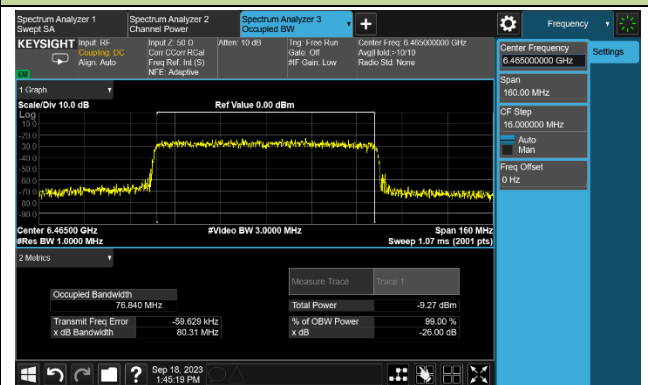 Spectrum Analyzer 1
Swept SA
Spectrum Analyzer 2
Channel Power
Spectrum Analyzer 3
Occupied BW
+
Frequency
KEYSIGHT
Input: RF
Coupling: DC
Align: Auto
Input Z: 50 Ω
Corr CCorr RCal
Freq Ref: Int (S)
NFE: Adaptive
Atten: 10 dB
Trig: Free Run
Gate: Off
#IF Gain: Low
Center Freq: 6.465000000 GHz
Avg|Hold:>10/10
Radio Std: None
Center Frequency
6.465000000 GHz
Settings
Span
160.00 MHz
CF Step
16.000000 MHz
Auto
Man
Freq Offset
0 Hz
1 Graph
Scale/Div 10.0 dB
Ref Value 0.00 dBm
Log
-10.0
-20.0
-30.0
-40.0
-50.0
-60.0
-70.0
-80.0
-90.0
Center 6.46500 GHz
#Video BW 3.0000 MHz
Span 160 MHz
#Res BW 1.0000 MHz
Sweep 1.07 ms (2001 pts)
2 Metrics
Measure Trace
Trace 1
Occupied Bandwidth
76.840 MHz
Total Power
-9.27 dBm
Transmit Freq Error
-59.629 kHz
% of OBW Power
99.00 %
x dB Bandwidth
80.31 MHz
x dB
-26.00 dB
?
Sep 18, 2023
1:45:19 PM